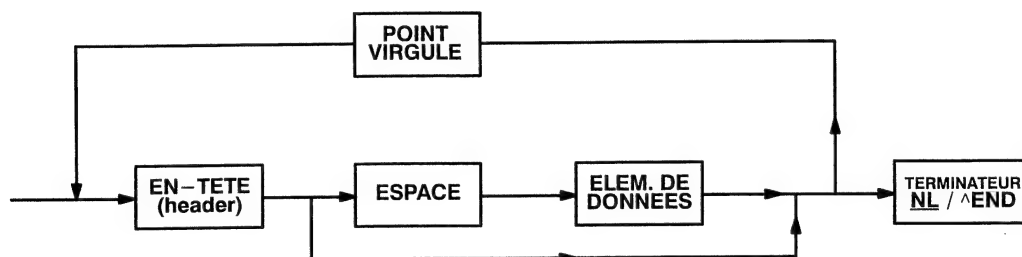 POINT
VIRGULE
EN-TETE
(header)
ESPACE
ELEM. DE
DONNEES
TERMINATEUR
NL / ^END